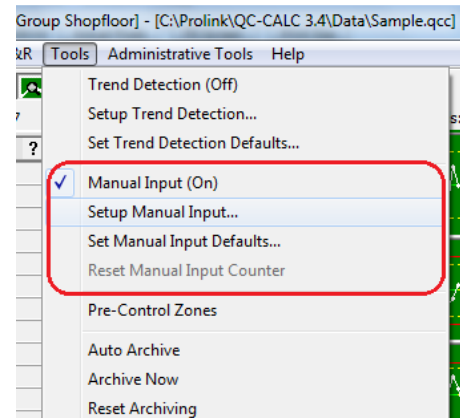 Group Shopfloor] - [C:\Prolink\QC-CALC 3.4\Data\Sample.qcc]
&R Tools Administrative Tools Help
Trend Detection (Off)
Setup Trend Detection...
Set Trend Detection Defaults...
?
Manual Input (On)
Setup Manual Input...
Set Manual Input Defaults...
Reset Manual Input Counter
Pre-Control Zones
Auto Archive
Archive Now
Reset Archiving